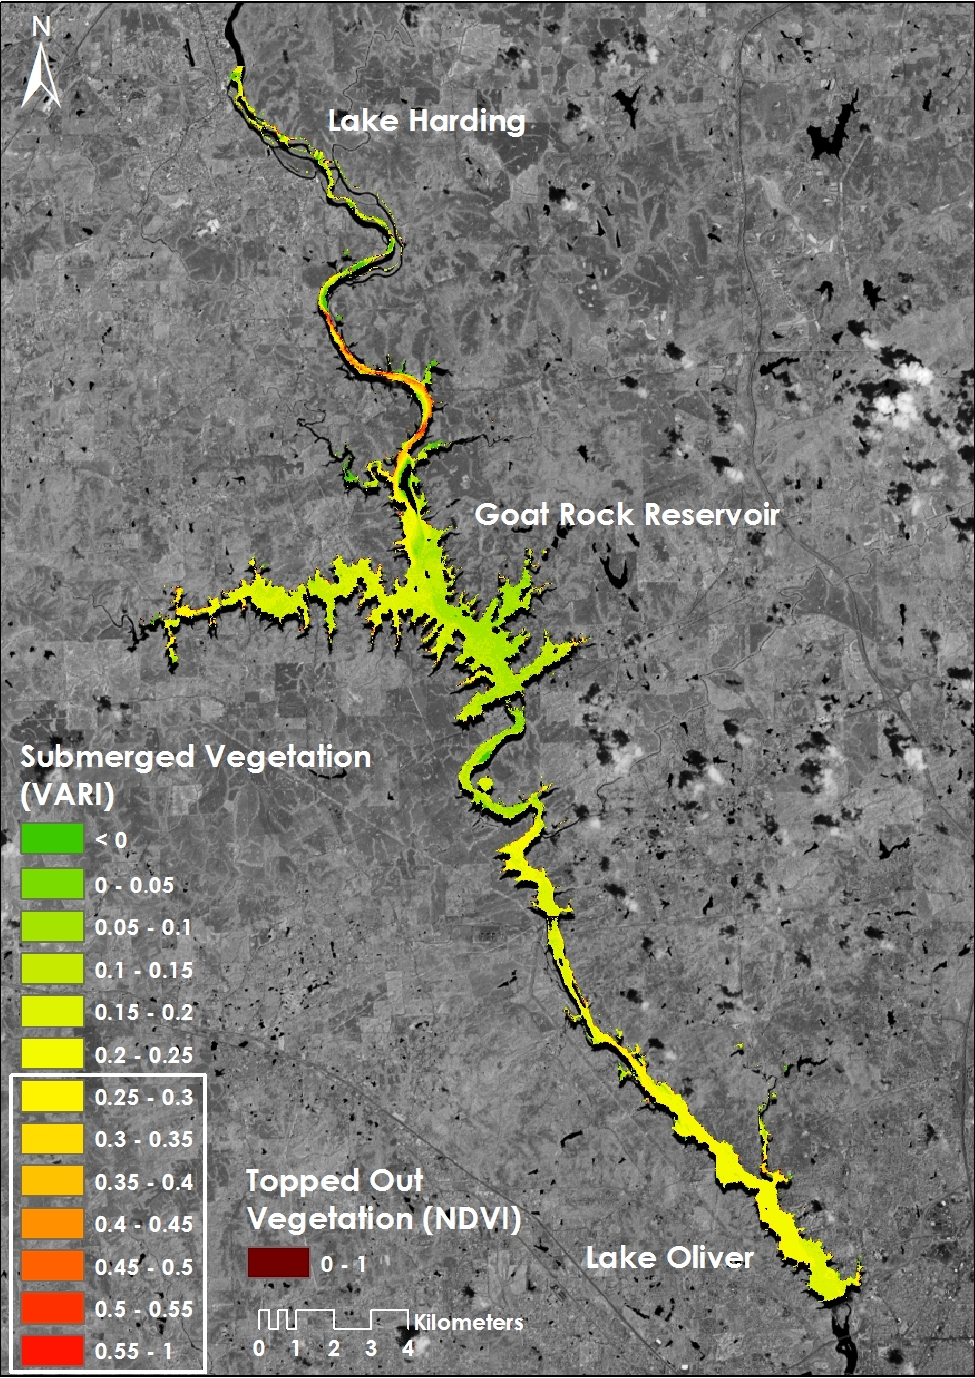 N
Lake Harding
Goat Rock Reservoir
Submerged Vegetation
(VARI)
< 0
0 - 0.05
0.05 - 0.1
0.1 - 0.15
0.15 - 0.2
0.2 - 0.25
0.25 - 0.3
0.3 - 0.35
0.35 - 0.4
0.4 - 0.45
0.45 - 0.5
0.5 - 0.55
0.55 - 1
Topped Out
Vegetation (NDVI)
0 - 1
Lake Oliver
Kilometers
0 1 2 3 4